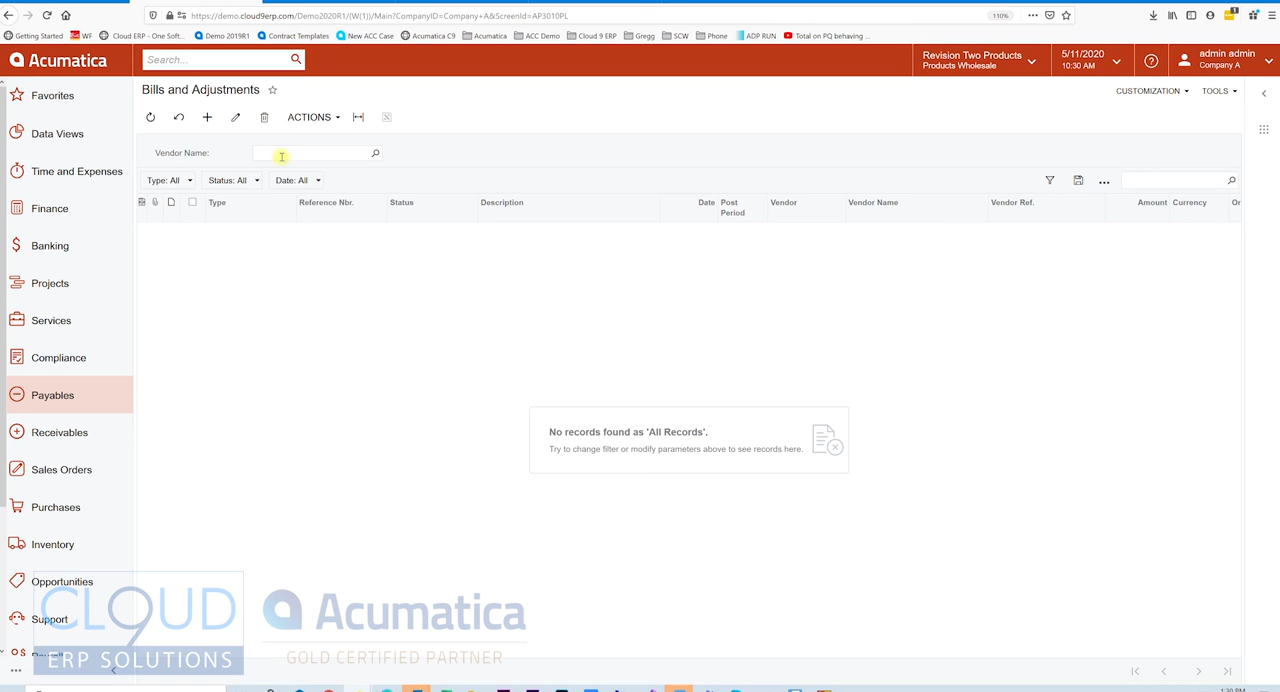 https://demo.cloud9erp.com/Demo2020R1/(W(1))/Main?CompanyID=Company+A&ScreenId=AP3010PL
110%
Getting Started
WF
Cloud ERP - One Soft...
Demo 2019R1
Contract Templates
New ACC Case
Acumatica C9
Acumatica
ACC Demo
Cloud 9 ERP
Gregg
SCW
Phone
ADP RUN
Total on PQ behaving ...
Acumatica
Search...
Revision Two Products
Products Wholesale
5/11/2020
10:30 AM
admin admin
Company A
Favorites
Data Views
Time and Expenses
Finance
Banking
Projects
Services
Compliance
Payables
Receivables
Sales Orders
Purchases
Inventory
Opportunities
Support
Bills and Adjustments
CUSTOMIZATION
TOOLS
ACTIONS
Vendor Name:
Type: All
Status: All
Date: All
Type
Reference Nbr.
Status
Description
Date
Post Period
Vendor
Vendor Name
Vendor Ref.
Amount
Currency
Or
No records found as 'All Records'.
Try to change filter or modify parameters above to see records here.
CLOUD 9
ERP SOLUTIONS
Acumatica
GOLD CERTIFIED PARTNER
1:30 PM